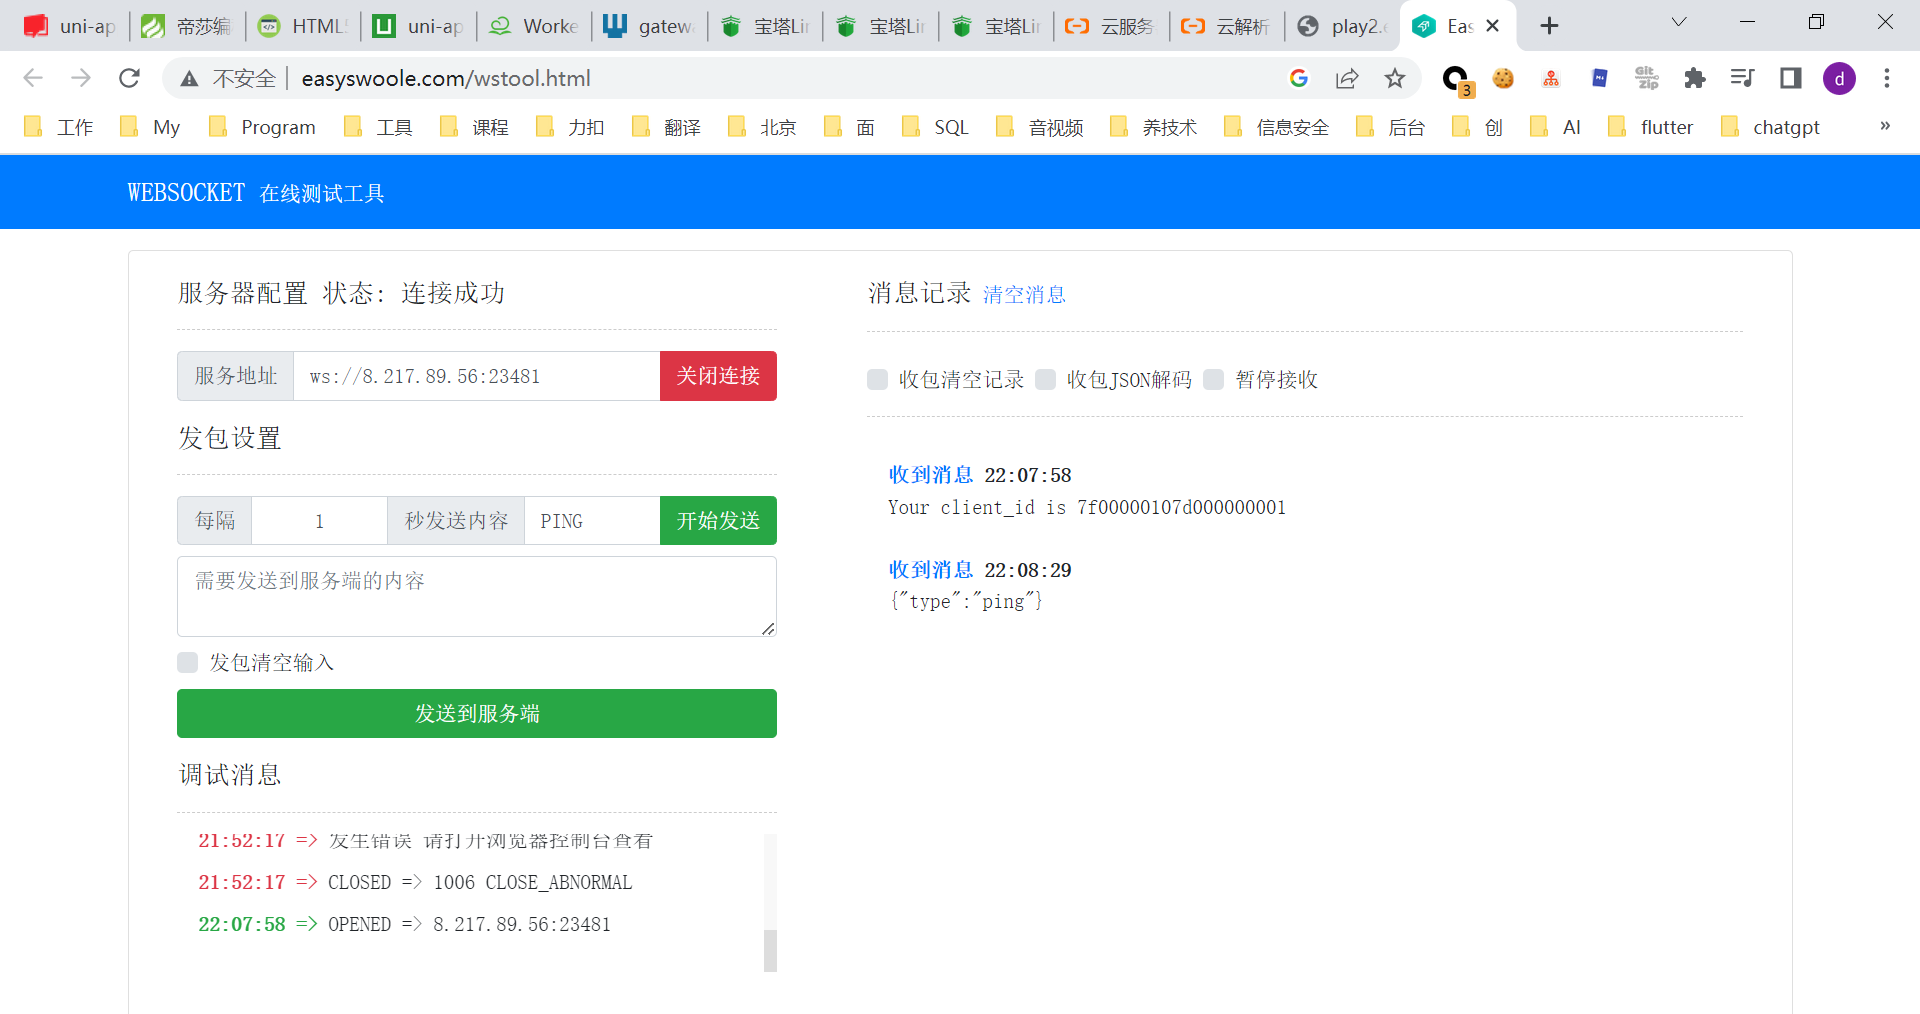 uni-ap
帝莎编
HTML5
uni-ap
Worke
gatew
宝塔Lin
宝塔Lin
宝塔Lin
云服务
云解析
play2.e
Eas
不安全 easyswoole.com/wstool.html
3
Git Zip
d
工作
My
Program
工具
课程
力扣
翻译
北京
面
SQL
音视频
养技术
信息安全
后台
创
AI
flutter
chatgpt
»
WEBSOCKET 在线测试工具
服务器配置 状态: 连接成功
服务地址 ws://8.217.89.56:23481 关闭连接
发包设置
每隔 1 秒发送内容 PING 开始发送
需要发送到服务端的内容
发包清空输入
发送到服务端
调试消息
21:52:17 => 发生错误 请打开浏览器控制台查看
21:52:17 => CLOSED => 1006 CLOSE_ABNORMAL
22:07:58 => OPENED => 8.217.89.56:23481
消息记录 清空消息
收包清空记录 收包JSON解码 暂停接收
收到消息 22:07:58
Your client_id is 7f00000107d000000001
收到消息 22:08:29
{"type":"ping"}